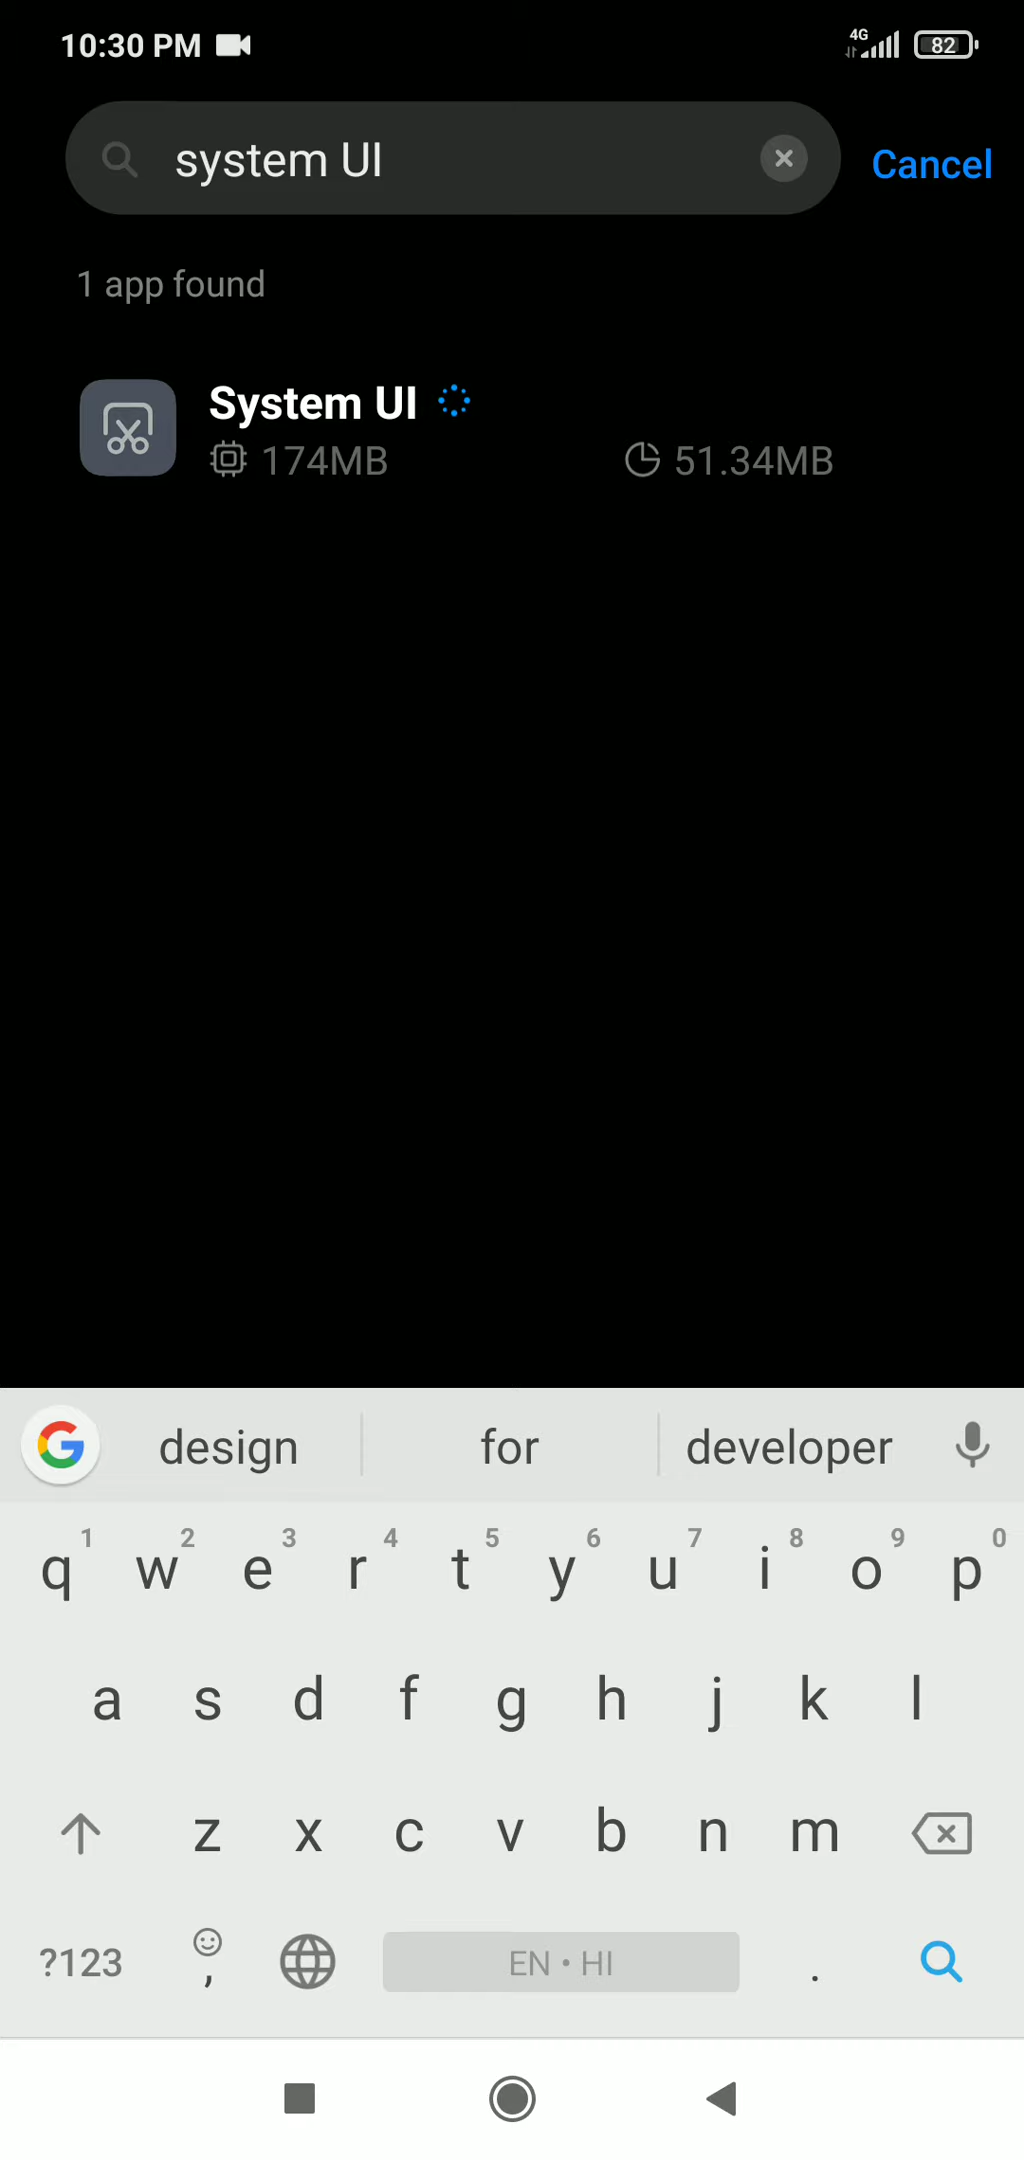 10:30 PM
4G
82
system UI
Cancel
1 app found
System UI
174MB 51.34MB
design for developer
1 2 3 4 5 6 7 8 9 0
q w e r t y u i o p
a s d f g h j k l
z x c v b n m
?123 , EN • HI .